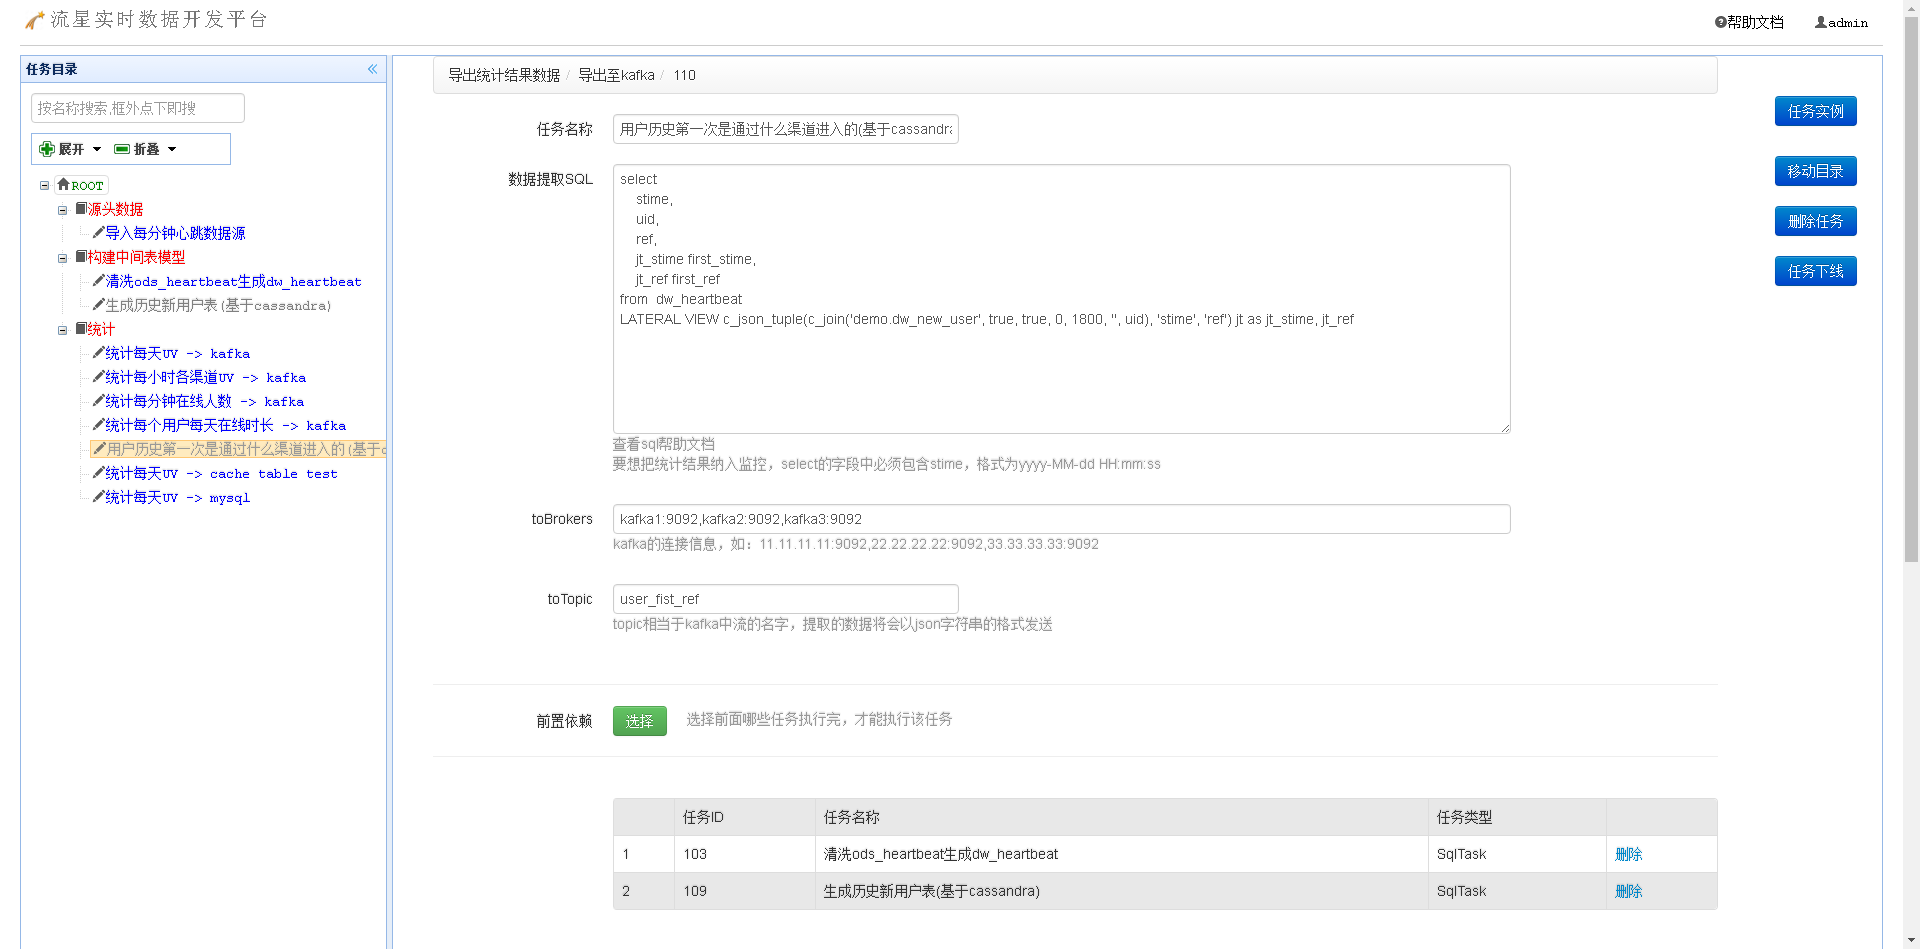 流星实时数据开发平台
帮助文档 admin
任务目录
按名称搜索,框外点下即搜
展开 折叠
ROOT
源头数据
导入每分钟心跳数据源
构建中间表模型
清洗ods_heartbeat生成dw_heartbeat
生成历史新用户表(基于cassandra)
统计
统计每天UV -> kafka
统计每小时各渠道UV -> kafka
统计每分钟在线人数 -> kafka
统计每个用户每天在线时长 -> kafka
用户历史第一次是通过什么渠道进入的(基于c
统计每天UV -> cache table test
统计每天UV -> mysql
导出统计结果数据 / 导出至kafka / 110
任务名称 用户历史第一次是通过什么渠道进入的(基于cassandra
数据提取SQL
select
stime,
uid,
ref,
jt_stime first_stime,
jt_ref first_ref
from dw_heartbeat
LATERAL VIEW c_json_tuple(c_join('demo.dw_new_user', true, true, 0, 1800, '', uid), 'stime', 'ref') jt as jt_stime, jt_ref
查看sql帮助文档
要想把统计结果纳入监控，select的字段中必须包含stime，格式为yyyy-MM-dd HH:mm:ss
toBrokers kafka1:9092,kafka2:9092,kafka3:9092
kafka的连接信息，如：11.11.11.11:9092,22.22.22.22:9092,33.33.33.33:9092
toTopic user_fist_ref
topic相当于kafka中流的名字，提取的数据将会以json字符串的格式发送
前置依赖 选择 选择前面哪些任务执行完，才能执行该任务
任务ID 任务名称 任务类型
1 103 清洗ods_heartbeat生成dw_heartbeat SqlTask 删除
2 109 生成历史新用户表(基于cassandra) SqlTask 删除
任务实例
移动目录
删除任务
任务下线